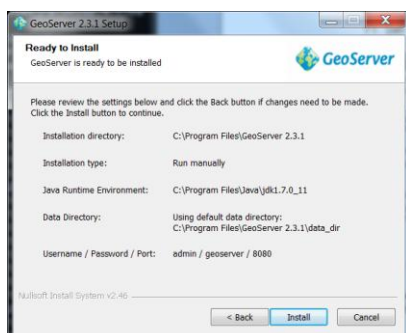 GeoServer 2.3.1 Setup
Ready to Install
GeoServer is ready to be installed
GeoServer
Please review the settings below and click the Back button if changes need to be made.
Click the Install button to continue.
Installation directory: C:\Program Files\GeoServer 2.3.1
Installation type: Run manually
Java Runtime Environment: C:\Program Files\Java\jdk1.7.0_11
Data Directory: Using default data directory:
C:\Program Files\GeoServer 2.3.1\data_dir
Username / Password / Port: admin / geoserver / 8080
Nullsoft Install System v2.46
< Back Install Cancel